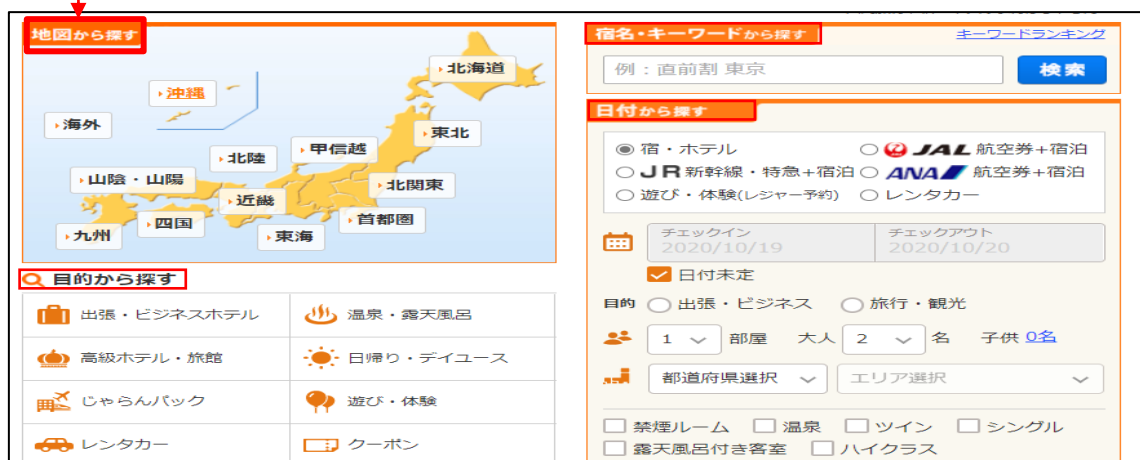 地図から探す
北海道
沖縄
海外
東北
甲信越
北陸
山陰・山陽
北関東
近畿
四国
首都圏
九州
東海
目的から探す
出張・ビジネスホテル
温泉・露天風呂
高級ホテル・旅館
日帰り・デイユース
じゃらんパック
遊び・体験
レンタカー
クーポン
宿名・キーワードから探す
キーワードランキング
例：直前割 東京
検索
日付から探す
宿・ホテル
JAL 航空券+宿泊
JR新幹線・特急+宿泊
ANA 航空券+宿泊
遊び・体験(レジャー予約)
レンタカー
チェックイン
2020/10/19
チェックアウト
2020/10/20
日付未定
目的 出張・ビジネス 旅行・観光
1 部屋 大人 2 名 子供 0名
都道府県選択 エリア選択
禁煙ルーム 温泉 ツイン シングル
露天風呂付き客室 ハイクラス